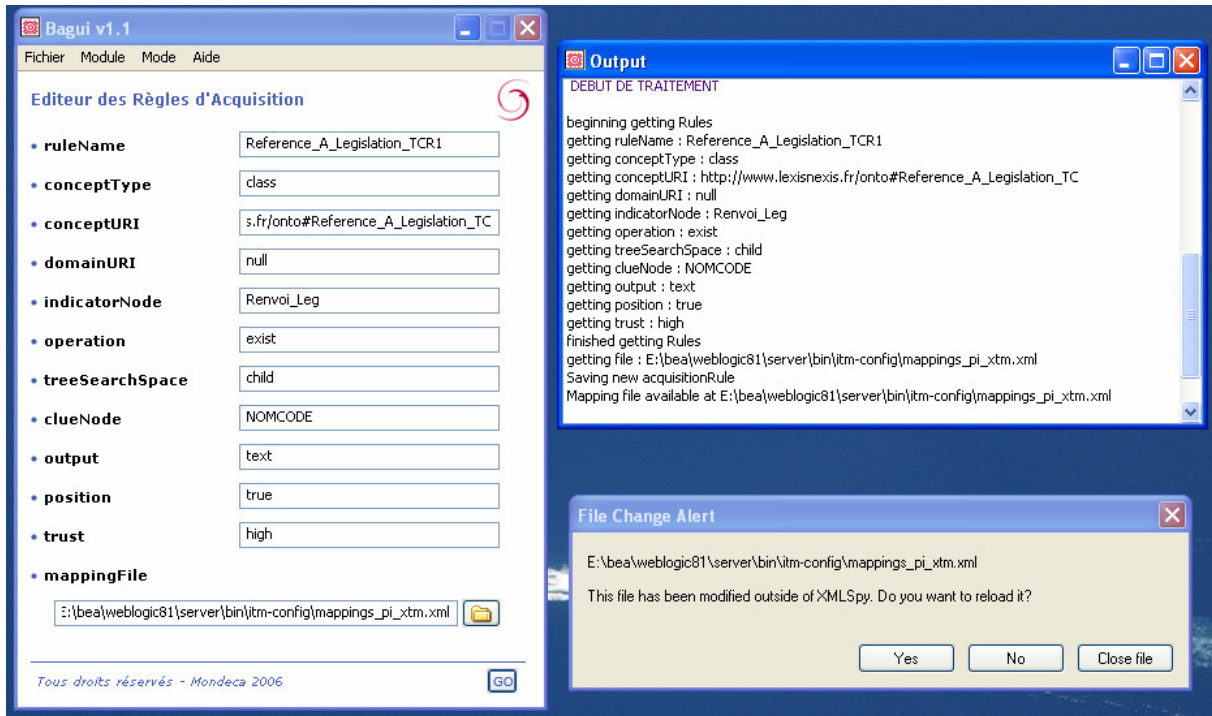 Bagui v1.1
Fichier Module Mode Aide
Editeur des Règles d'Acquisition
ruleName Reference_A_Legislation_TCR1
conceptType class
conceptURI s.fr/onto#Reference_A_Legislation_TC
domainURI null
indicatorNode Renvoi_Leg
operation exist
treeSearchSpace child
clueNode NOMCODE
output text
position true
trust high
mappingFile
E:\bea\weblogic81\server\bin\itm-config\mappings_pi_xtm.xml
Tous droits réservés - Mondeca 2006 GO
Output
DEBUT DE TRAITEMENT
beginning getting Rules
getting ruleName : Reference_A_Legislation_TCR1
getting conceptType : class
getting conceptURI : http://www.lexisnexis.fr/onto#Reference_A_Legislation_TC
getting domainURI : null
getting indicatorNode : Renvoi_Leg
getting operation : exist
getting treeSearchSpace : child
getting clueNode : NOMCODE
getting output : text
getting position : true
getting trust : high
finished getting Rules
getting file : E:\bea\weblogic81\server\bin\itm-config\mappings_pi_xtm.xml
Saving new acquisitionRule
Mapping file available at E:\bea\weblogic81\server\bin\itm-config\mappings_pi_xtm.xml
File Change Alert
E:\bea\weblogic81\server\bin\itm-config\mappings_pi_xtm.xml
This file has been modified outside of XMLSpy. Do you want to reload it?
Yes No Close file